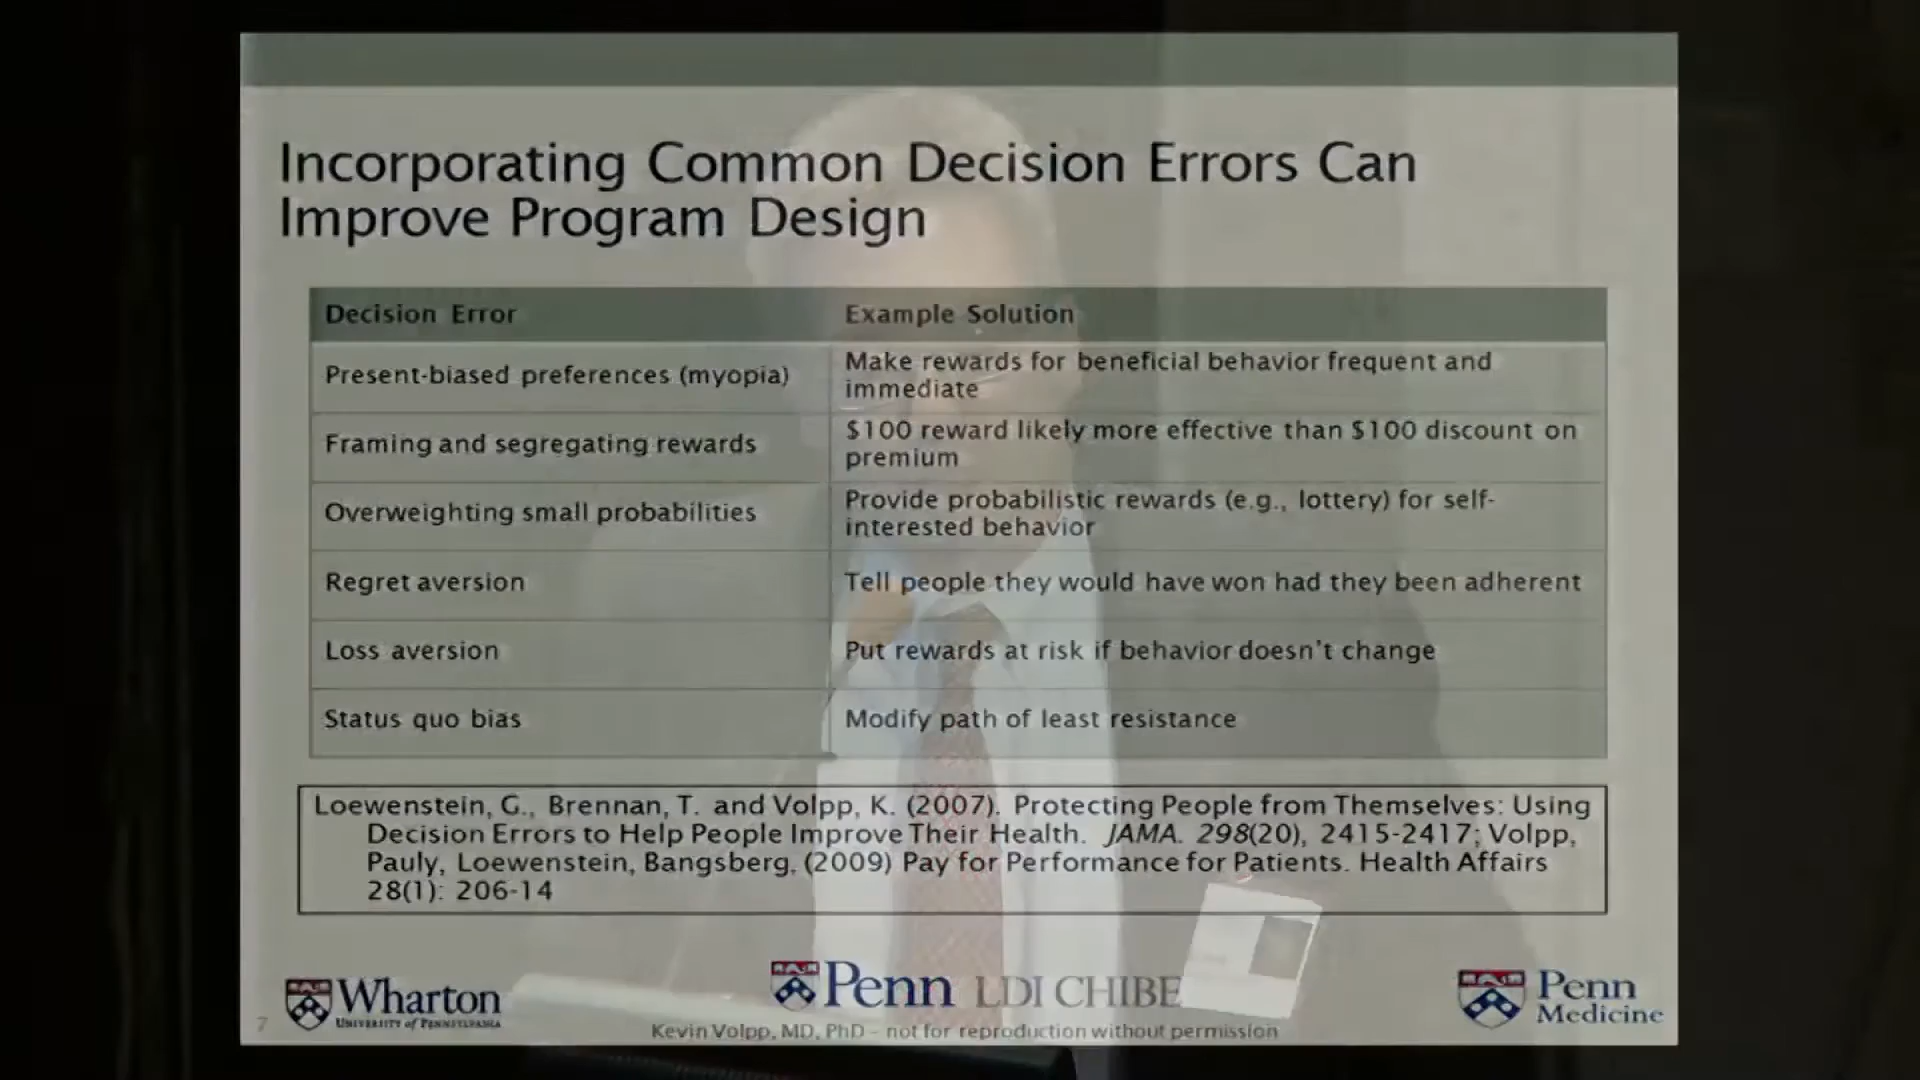 Incorporating Common Decision Errors Can
Improve Program Design
Decision Error
Example Solution
Present-biased preferences (myopia)
Make rewards for beneficial behavior frequent and
immediate
Framing and segregating rewards
$100 reward likely more effective than $100 discount on
premium
Overweighting small probabilities
Provide probabilistic rewards (e.g., lottery) for self-
interested behavior
Regret aversion
Tell people they would have won had they been adherent
Loss aversion
Put rewards at risk if behavior doesn't change
Status quo bias
Modify path of least resistance
Loewenstein, G., Brennan, T. and Volpp, K. (2007). Protecting People from Themselves: Using
Decision Errors to Help People Improve Their Health. JAMA. 298(20), 2415-2417; Volpp,
Pauly, Loewenstein, Bangsberg, (2009) Pay for Performance for Patients. Health Affairs
28(1): 206-14
7
Wharton
UNIVERSITY of PENNSYLVANIA
Penn LDI CHIBE
Kevin Volpp, MD, PhD – not for reproduction without permission
Penn
Medicine